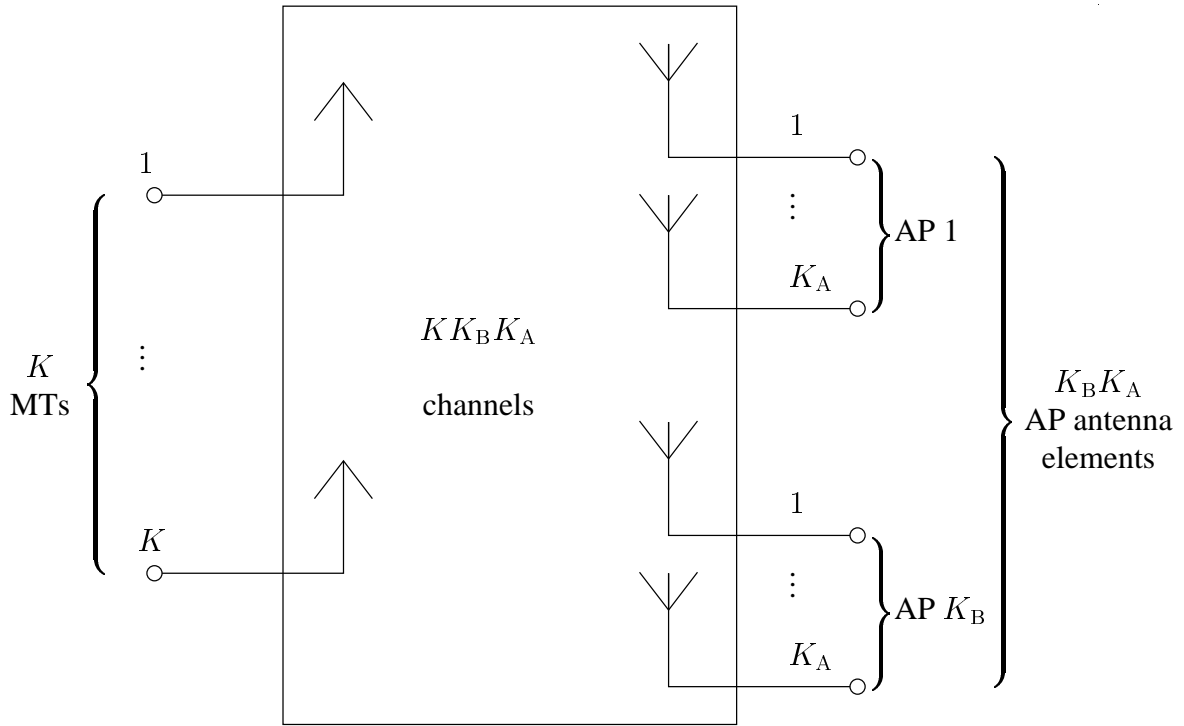 1
⋮
K
K
MTs
KK_BK_A
channels
1
⋮
K_A
AP 1
1
⋮
K_A
AP K_B
K_BK_A
AP antenna
elements